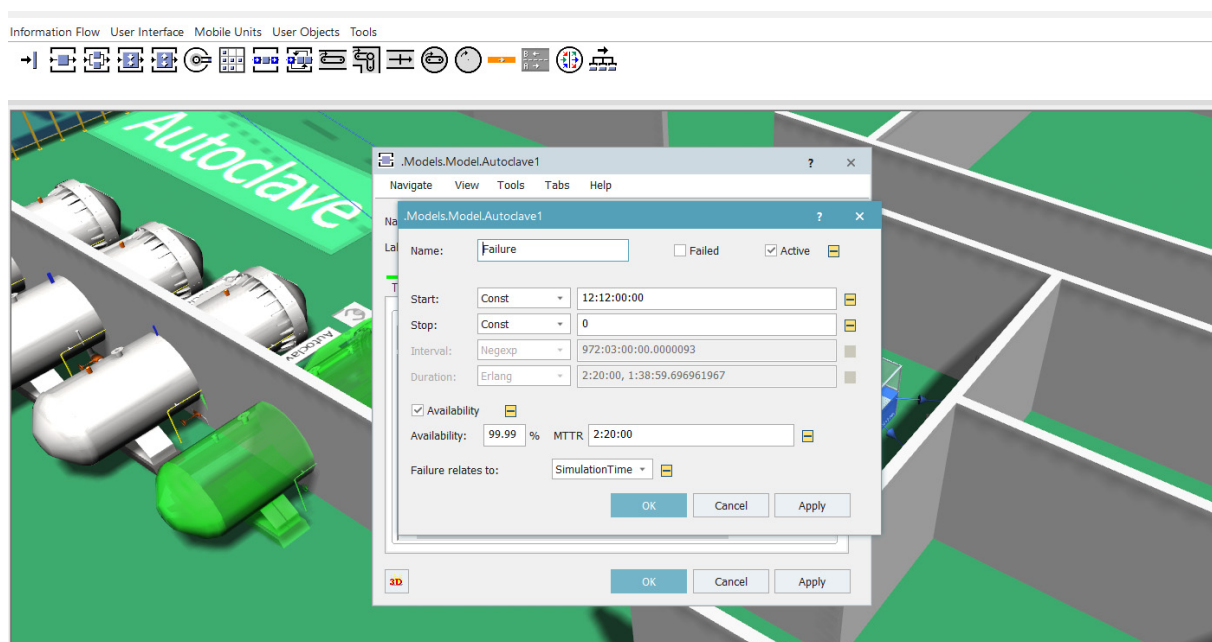 Information Flow User Interface Mobile Units User Objects Tools
Autoclave
.Models.Model.Autoclave1 ? ×
Navigate View Tools Tabs Help
Na
.Models.Model.Autoclave1 ? ×
Name: Failure Failed Active
Start: Const 12:12:00:00
Stop: Const 0
Interval: Negexp 972:03:00:00.0000093
Duration: Erlang 2:20:00, 1:38:59.696961967
Availability
Availability: 99.99 % MTTR 2:20:00
Failure relates to: SimulationTime
OK Cancel Apply
3D OK Cancel Apply